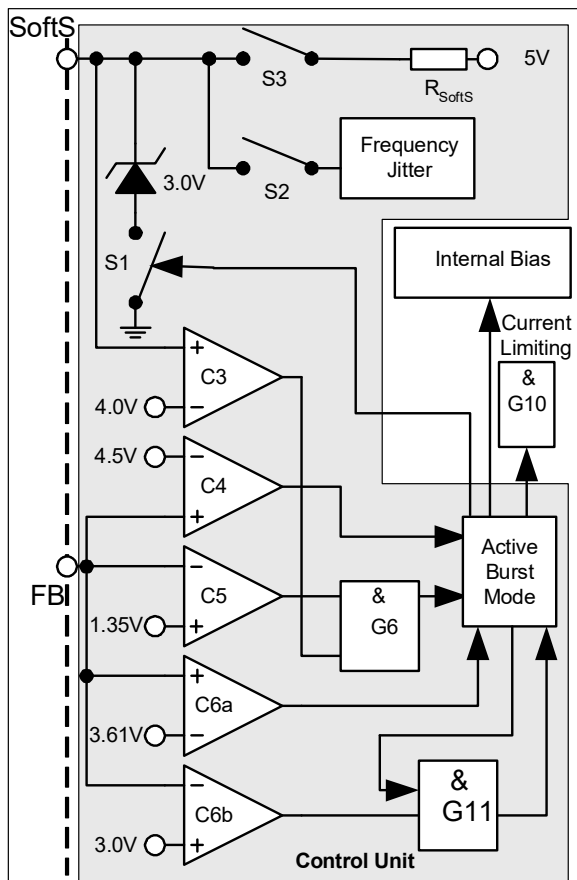 SoftS
5V
S3
R_SoftS
Frequency
Jitter
3.0V
S2
S1
Internal Bias
Current
Limiting
+
C3
4.0V
−
&
G10
4.5V
−
C4
+
Active
Burst
Mode
FB
−
C5
1.35V
+
&
G6
+
C6a
3.61V
−
−
C6b
3.0V
+
&
G11
Control Unit